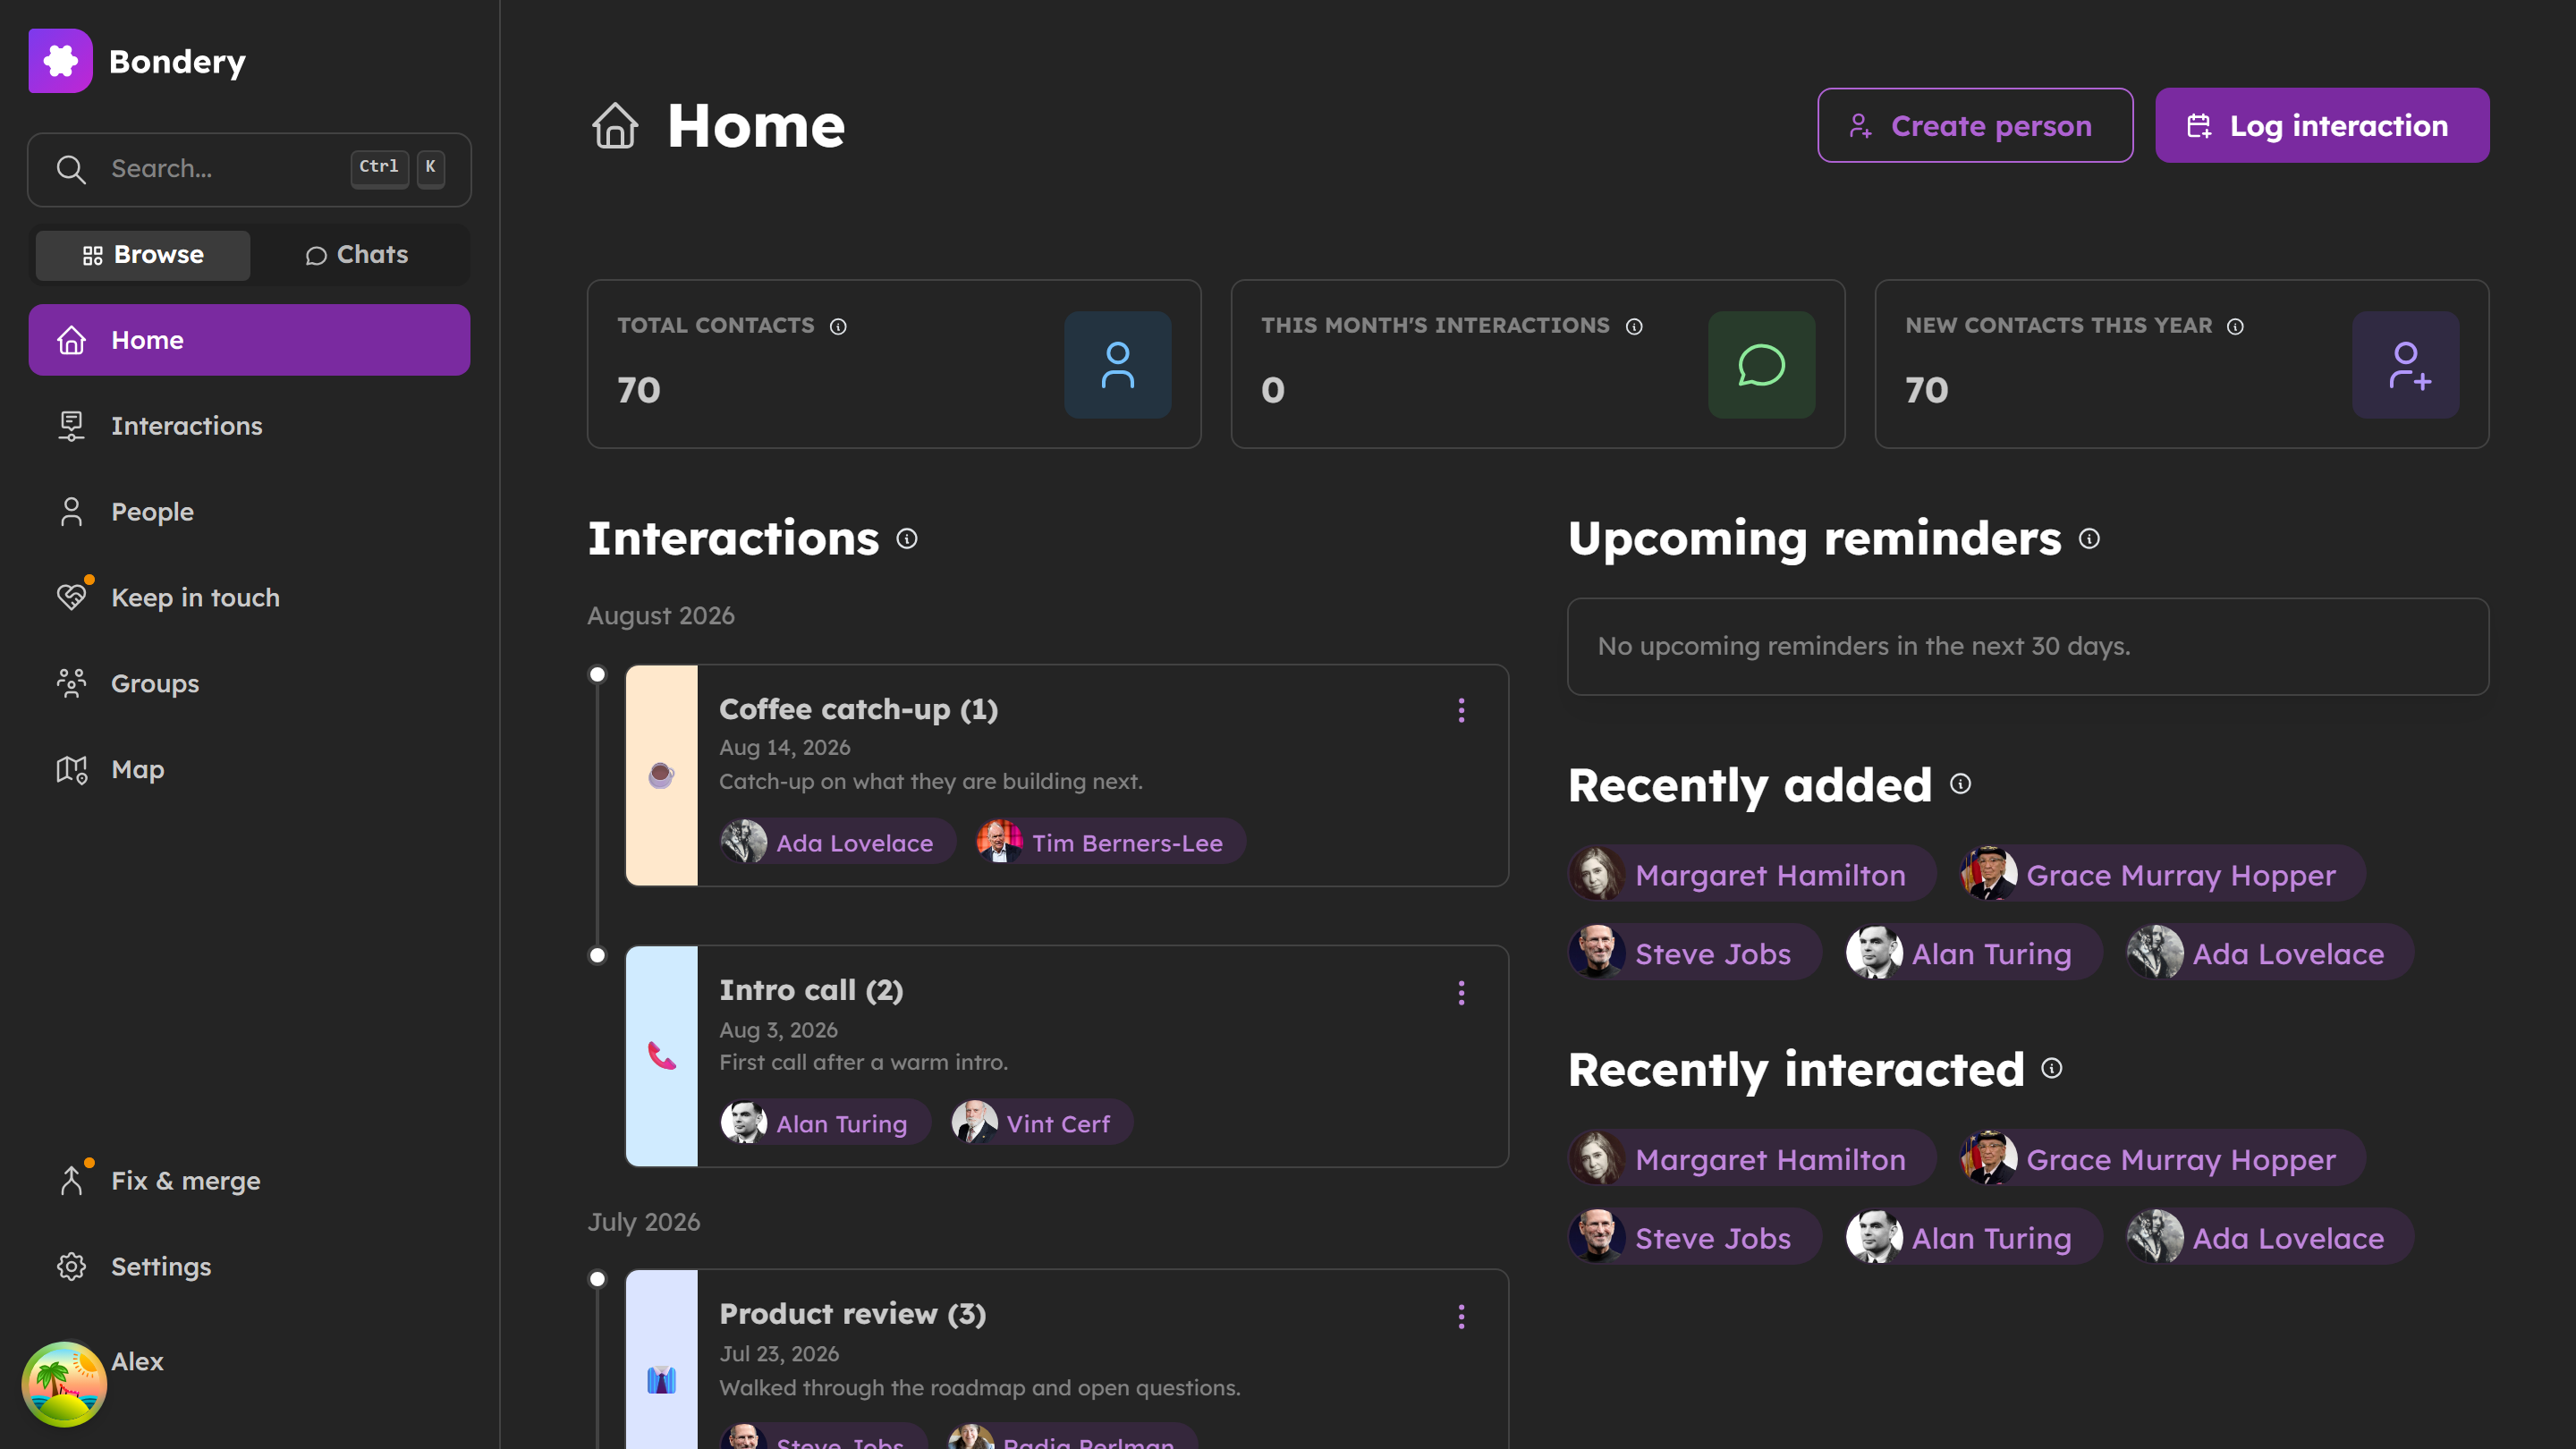 Bondery
Search...
Ctrl K
Browse
Chats
Home
Interactions
People
Keep in touch
Groups
Map
Fix & merge
Settings
Alex
Home
Create person
Log interaction
TOTAL CONTACTS
70
THIS MONTH'S INTERACTIONS
0
NEW CONTACTS THIS YEAR
70
Interactions
August 2026
Coffee catch-up (1)
Aug 14, 2026
Catch-up on what they are building next.
Ada Lovelace
Tim Berners-Lee
Intro call (2)
Aug 3, 2026
First call after a warm intro.
Alan Turing
Vint Cerf
July 2026
Product review (3)
Jul 23, 2026
Walked through the roadmap and open questions.
Steve Jobs
Radia Perlman
Upcoming reminders
No upcoming reminders in the next 30 days.
Recently added
Margaret Hamilton
Grace Murray Hopper
Steve Jobs
Alan Turing
Ada Lovelace
Recently interacted
Margaret Hamilton
Grace Murray Hopper
Steve Jobs
Alan Turing
Ada Lovelace